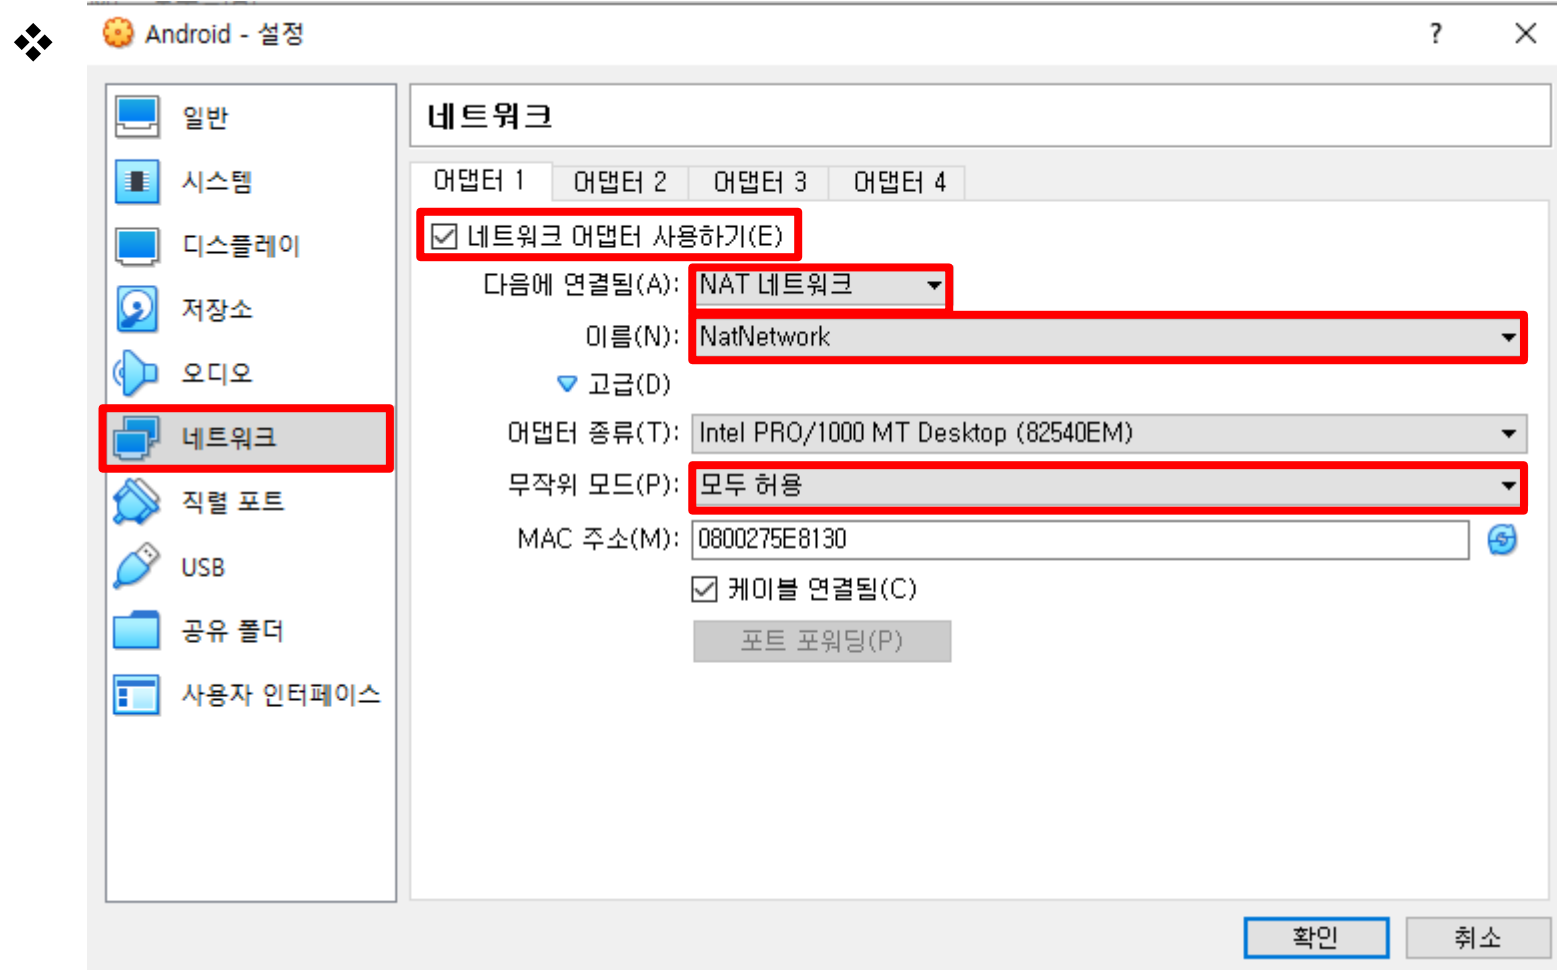 Android - 설정
?
일반
시스템
디스플레이
저장소
오디오
네트워크
직렬 포트
USB
공유 폴더
사용자 인터페이스
네트워크
어댑터 1 어댑터 2 어댑터 3 어댑터 4
네트워크 어댑터 사용하기(E)
다음에 연결됨(A): NAT 네트워크
이름(N): NatNetwork
고급(D)
어댑터 종류(T): Intel PRO/1000 MT Desktop (82540EM)
무작위 모드(P): 모두 허용
MAC 주소(M): 0800275E8130
케이블 연결됨(C)
포트 포워딩(P)
확인 취소